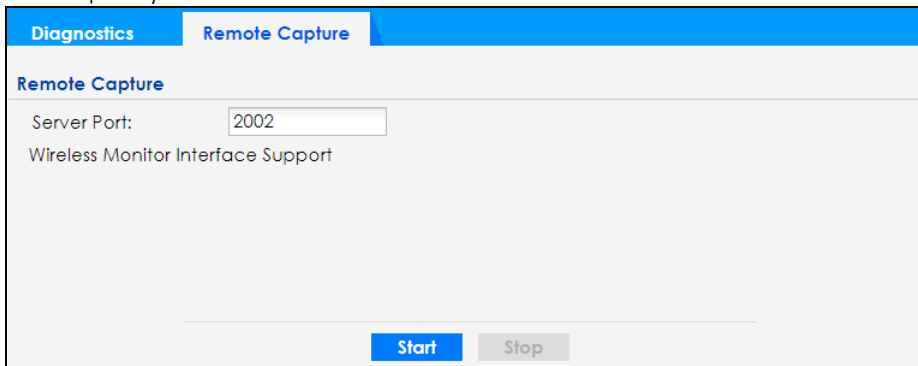 Diagnostics Remote Capture
Remote Capture
Server Port: 2002
Wireless Monitor Interface Support
Start Stop